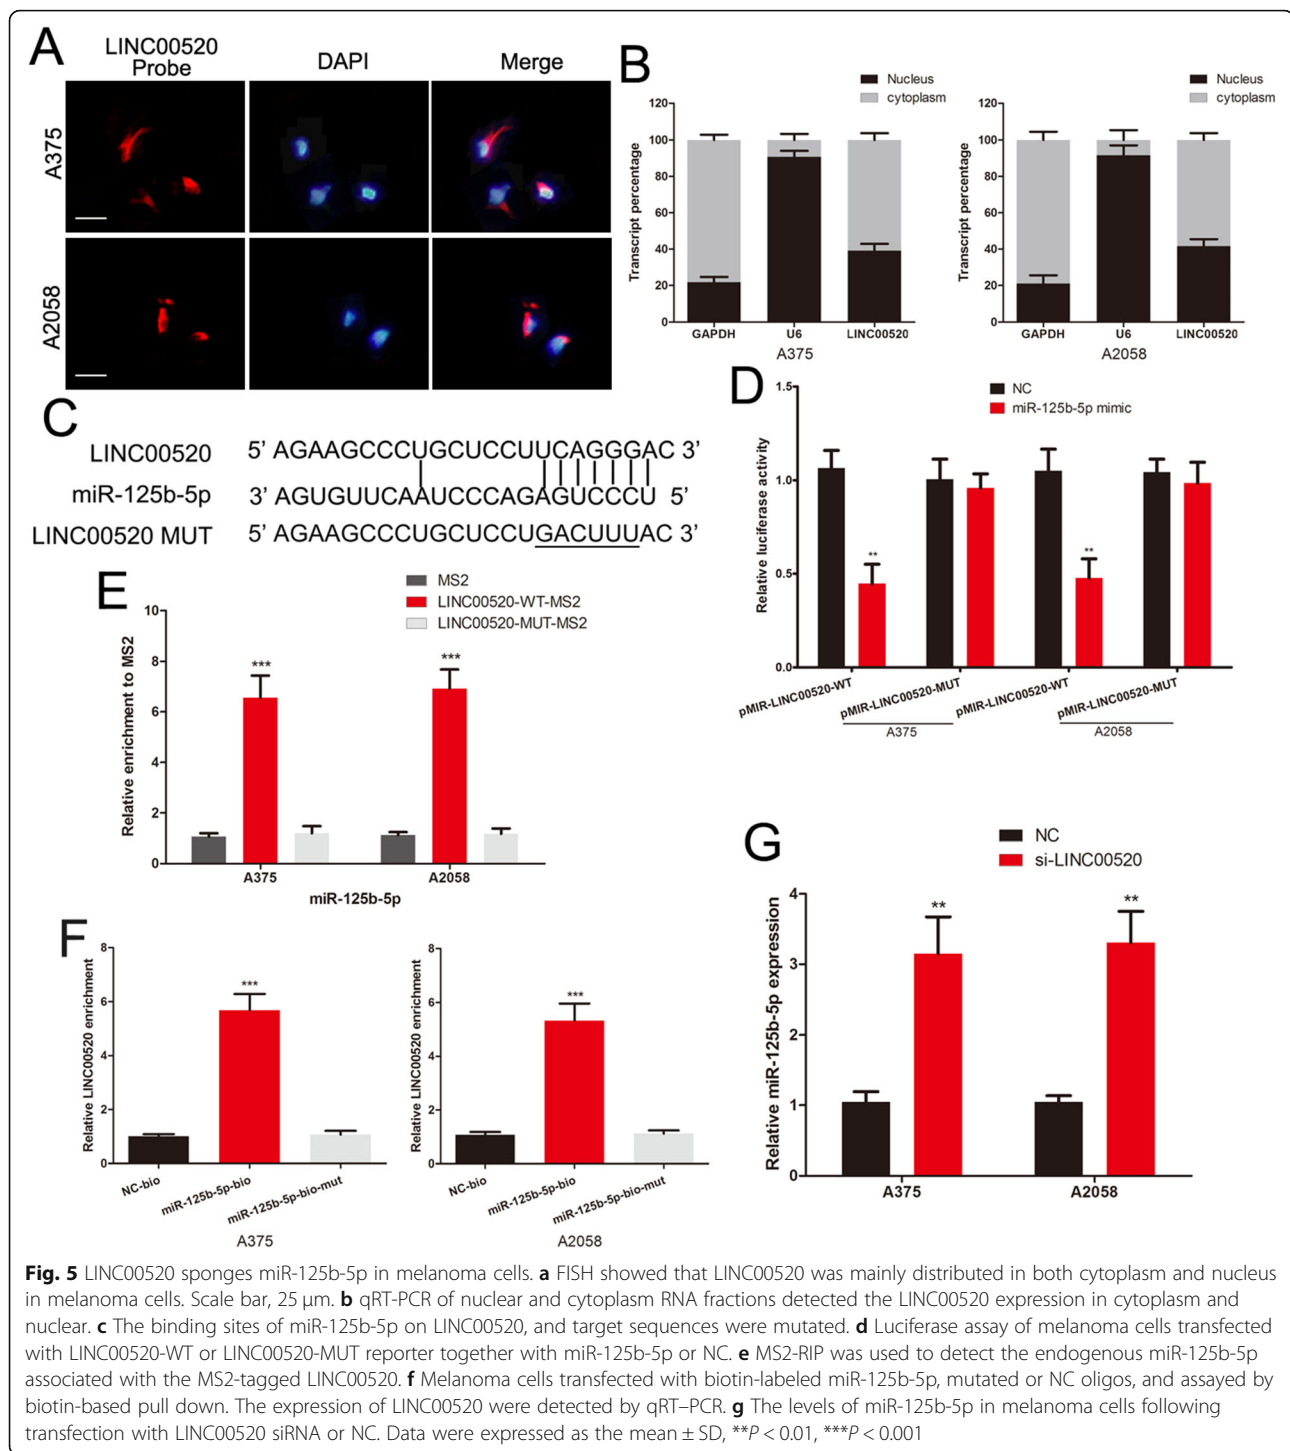 A
LINC00520 Probe
DAPI
Merge
A375
A2058
B
Nucleus
cytoplasm
Transcript percentage
120
100
80
60
40
20
0
GAPDH
U6
LINC00520
A375
Nucleus
cytoplasm
Transcript percentage
120
100
80
60
40
20
0
GAPDH
U6
LINC00520
A2058
C
LINC00520 5’ AGAAGCCCUGCUCCUUCAGGGAC 3’
miR-125b-5p 3’ AGUGUUCAAUCCCAGAGUCCCU 5’
LINC00520 MUT 5’ AGAAGCCCUGCUCCUGACUUUAC 3’
D
NC
miR-125b-5p mimic
Relative luciferase activity
1.5
1.0
0.5
0.0
**
**
pMIR-LINC00520-WT
pMIR-LINC00520-MUT
pMIR-LINC00520-WT
pMIR-LINC00520-MUT
A375
A2058
E
MS2
LINC00520-WT-MS2
LINC00520-MUT-MS2
Relative enrichment to MS2
10
8
6
4
2
0
***
***
A375
A2058
miR-125b-5p
F
Relative LINC00520 enrichment
8
6
4
2
0
***
NC-bio
miR-125b-5p-bio
miR-125b-5p-bio-mut
A375
Relative LINC00520 enrichment
8
6
4
2
0
***
NC-bio
miR-125b-5p-bio
miR-125b-5p-bio-mut
A2058
G
NC
si-LINC00520
Relative miR-125b-5p expression
4
3
2
1
0
**
**
A375
A2058
Fig. 5 LINC00520 sponges miR-125b-5p in melanoma cells. a FISH showed that LINC00520 was mainly distributed in both cytoplasm and nucleus
in melanoma cells. Scale bar, 25 μm. b qRT-PCR of nuclear and cytoplasm RNA fractions detected the LINC00520 expression in cytoplasm and
nuclear. c The binding sites of miR-125b-5p on LINC00520, and target sequences were mutated. d Luciferase assay of melanoma cells transfected
with LINC00520-WT or LINC00520-MUT reporter together with miR-125b-5p or NC. e MS2-RIP was used to detect the endogenous miR-125b-5p
associated with the MS2-tagged LINC00520. f Melanoma cells transfected with biotin-labeled miR-125b-5p, mutated or NC oligos, and assayed by
biotin-based pull down. The expression of LINC00520 were detected by qRT–PCR. g The levels of miR-125b-5p in melanoma cells following
transfection with LINC00520 siRNA or NC. Data were expressed as the mean ± SD, **P < 0.01, ***P < 0.001